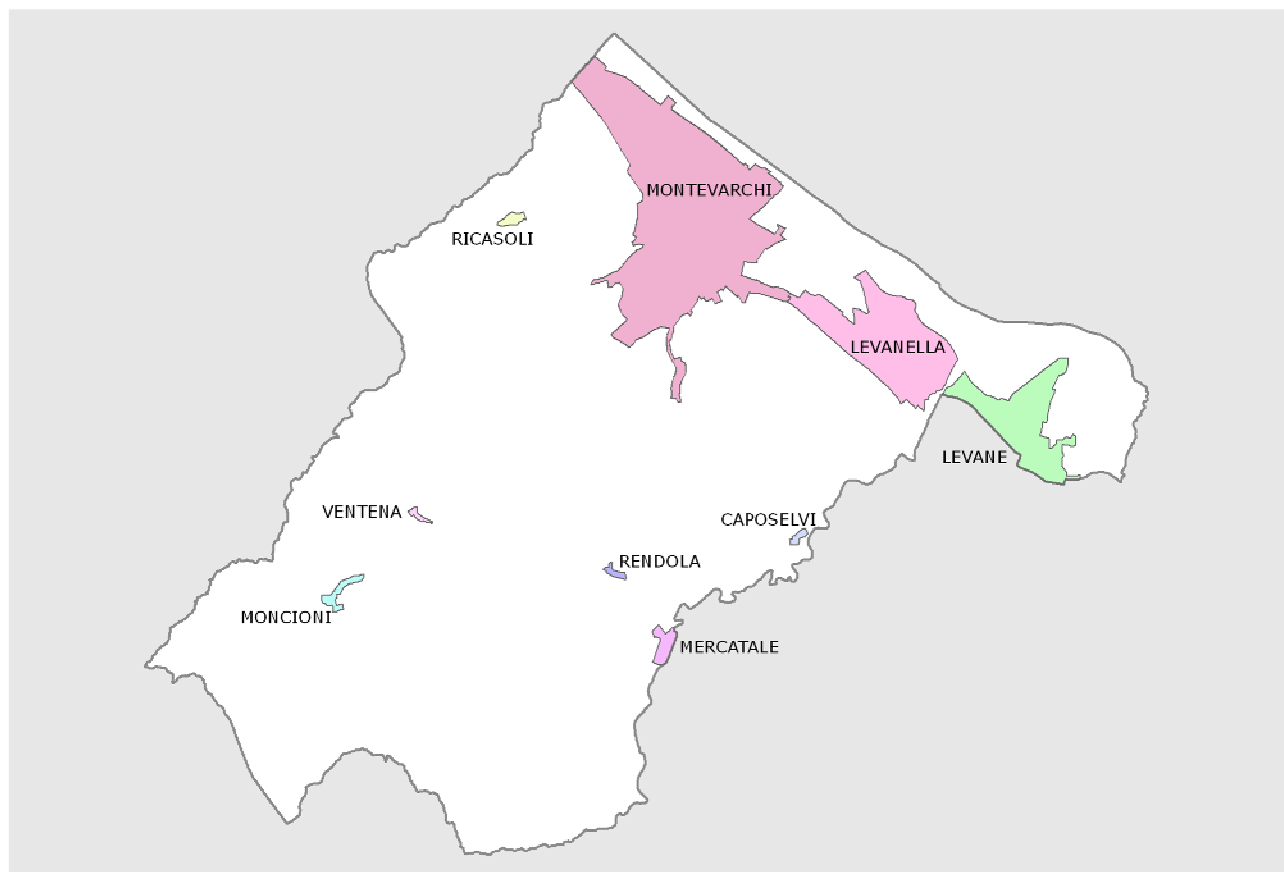 MONTEVARCHI
RICASOLI
LEVANELLA
LEVANE
VENTENA
CAPOSELVI
RENDOLA
MONCIONI
MERCATALE